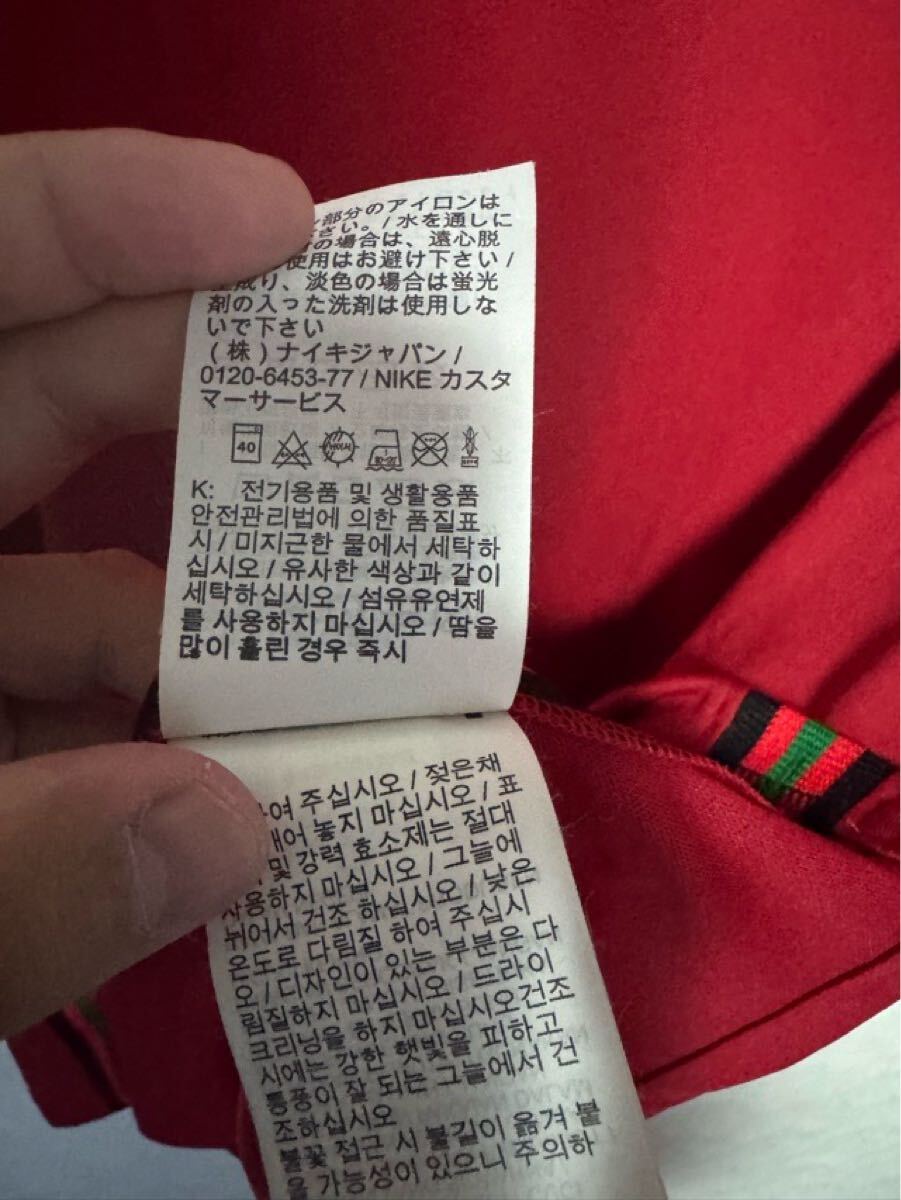 部分のアイロンは
さい。/ 水を通しに
の場合は、遠心脱
使用はお避け下さい /
生成り、淡色の場合は蛍光
剤の入った洗剤は使用しな
いで下さい
(株)ナイキジャパン /
0120-6453-77 / NIKE カスタ
マーサービス
40
K: 전기용품 및 생활용품
안전관리법에 의한 품질표
시 / 미지근한 물에서 세탁하
십시오 / 유사한 색상과 같이
세탁하십시오 / 섬유유연제
를 사용하지 마십시오 / 땀을
많이 흘린 경우 즉시
여 주십시오 / 젖은채
놓지 마십시오 / 표
및 강력 효소제는 절대
사용하지 마십시오 / 그늘에
뉘어서 건조 하십시오 / 낮은
온도로 다림질 하여 주십시
오 / 디자인이 있는 부분은 다
림질하지 마십시오 / 드라이
크리닝을 하지 마십시오건조
시에는 강한 햇빛을 피하고
통풍이 잘 되는 그늘에서 건
조하십시오
불꽃 접근 시 불길이 옮겨 붙
을 가능성이 있으니 주의하